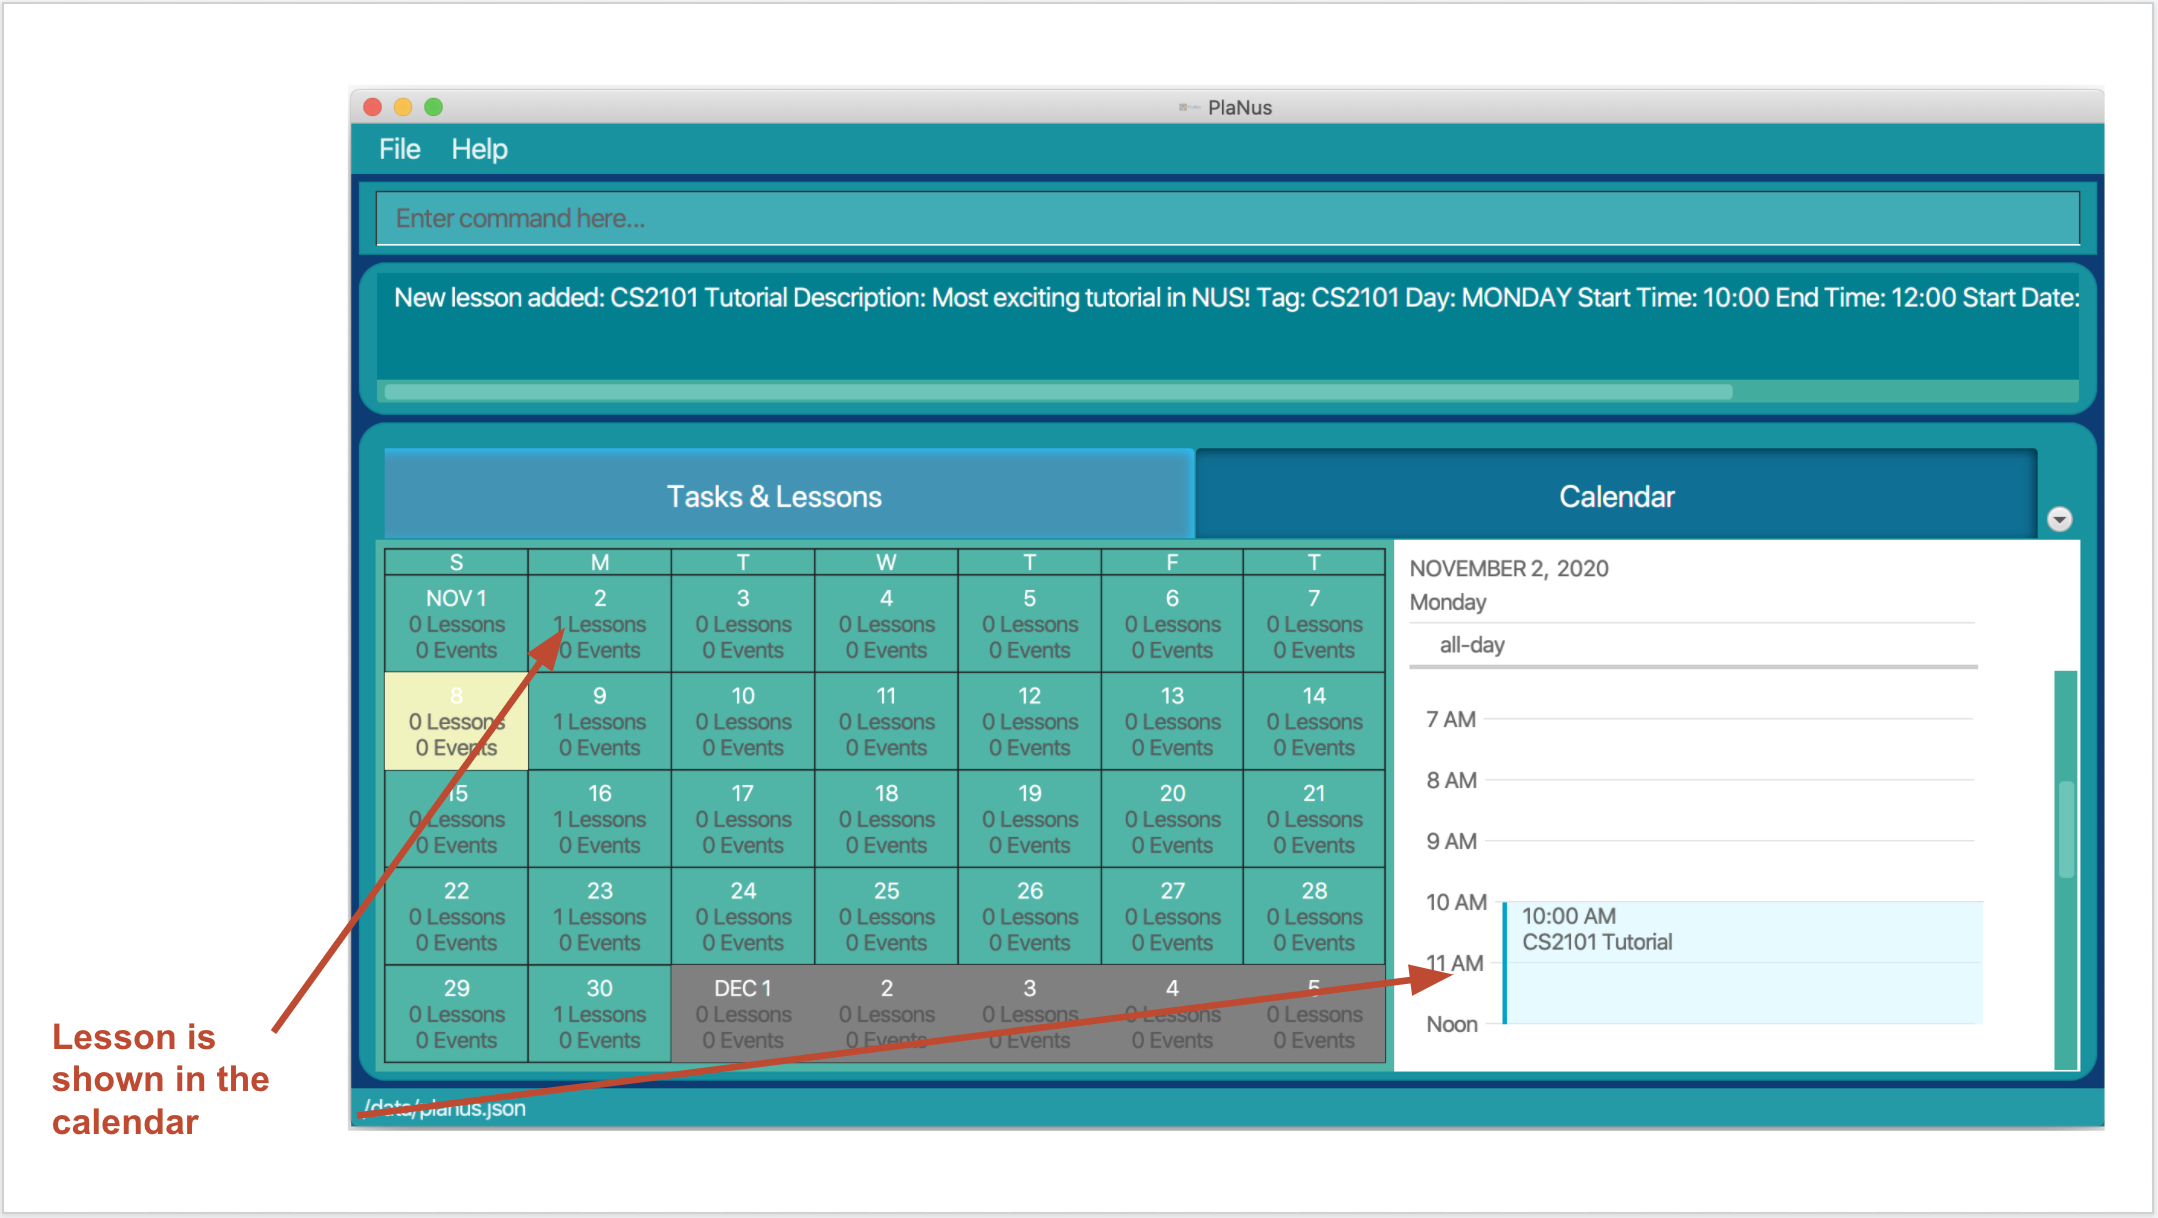 PlaNus
File Help
Enter command here...
New lesson added: CS2101 Tutorial Description: Most exciting tutorial in NUS! Tag: CS2101 Day: MONDAY Start Time: 10:00 End Time: 12:00 Start Date:
Tasks & Lessons Calendar
S M T W T F T
NOV 1 2 3 4 5 6 7
0 Lessons 1 Lessons 0 Lessons 0 Lessons 0 Lessons 0 Lessons 0 Lessons
0 Events 0 Events 0 Events 0 Events 0 Events 0 Events 0 Events
8 9 10 11 12 13 14
0 Lessons 1 Lessons 0 Lessons 0 Lessons 0 Lessons 0 Lessons 0 Lessons
0 Events 0 Events 0 Events 0 Events 0 Events 0 Events 0 Events
15 16 17 18 19 20 21
0 Lessons 1 Lessons 0 Lessons 0 Lessons 0 Lessons 0 Lessons 0 Lessons
0 Events 0 Events 0 Events 0 Events 0 Events 0 Events 0 Events
22 23 24 25 26 27 28
0 Lessons 1 Lessons 0 Lessons 0 Lessons 0 Lessons 0 Lessons 0 Lessons
0 Events 0 Events 0 Events 0 Events 0 Events 0 Events 0 Events
29 30 DEC 1 2 3 4 5
0 Lessons 1 Lessons 0 Lessons 0 Lessons 0 Lessons 0 Lessons 0 Lessons
0 Events 0 Events 0 Events 0 Events 0 Events 0 Events 0 Events
NOVEMBER 2, 2020
Monday
all-day
7 AM
8 AM
9 AM
10 AM
10:00 AM
CS2101 Tutorial
11 AM
Noon
/data/planus.json
Lesson is
shown in the
calendar